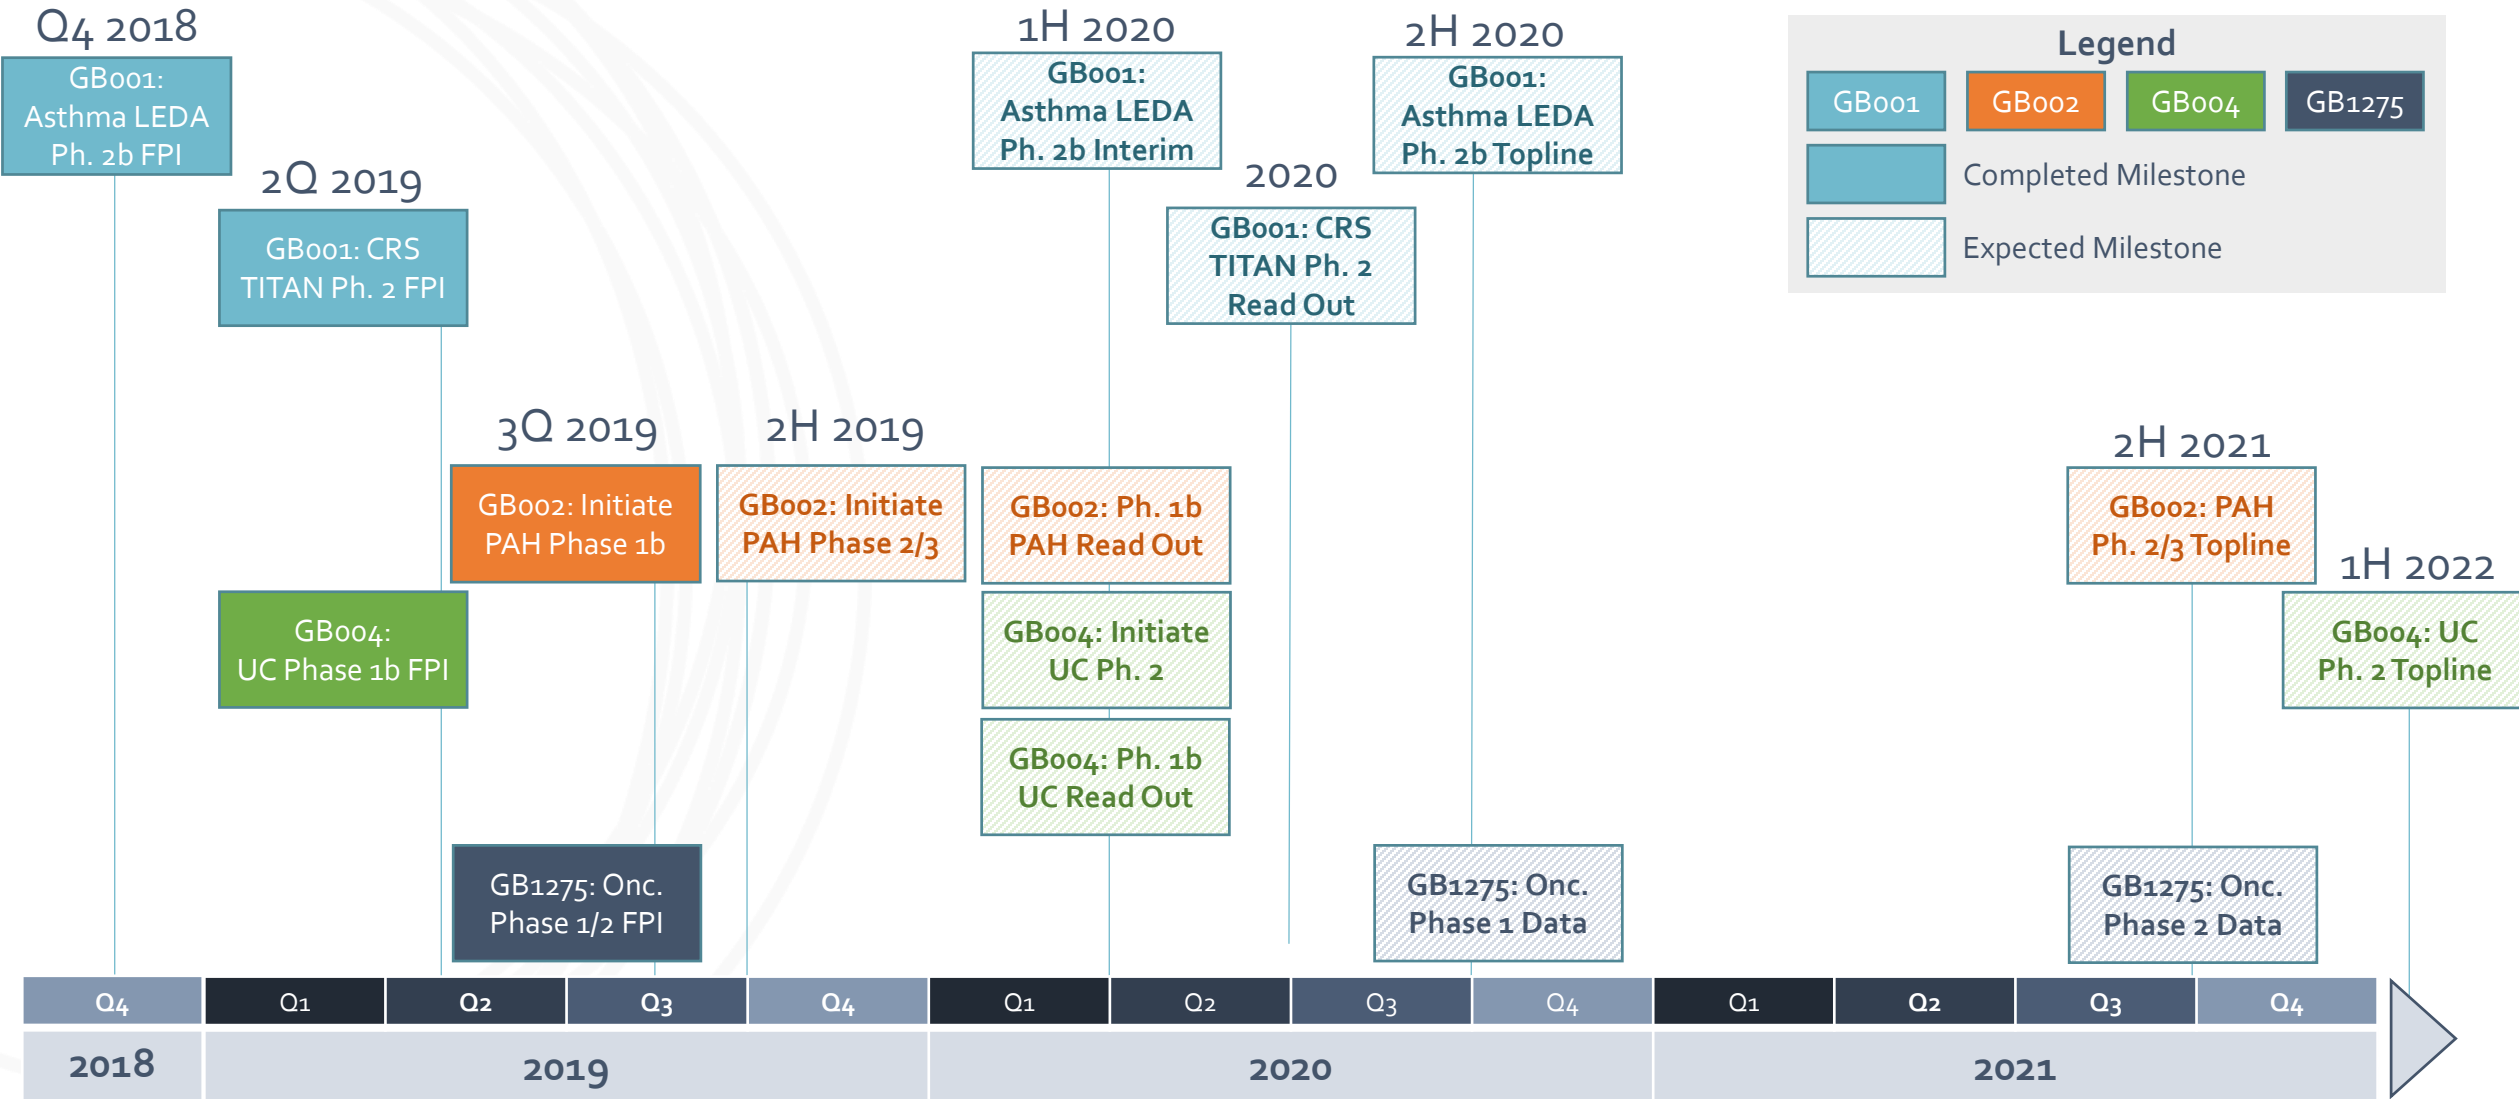 Q4 2018
GB001:
Asthma LEDA
Ph. 2b FPI
2Q 2019
GB001: CRS
TITAN Ph. 2 FPI
GB004:
UC Phase 1b FPI
3Q 2019
GB002: Initiate
PAH Phase 1b
GB1275: Onc.
Phase 1/2 FPI
2H 2019
GB002: Initiate
PAH Phase 2/3
1H 2020
GB001:
Asthma LEDA
Ph. 2b Interim
GB002: Ph. 1b
PAH Read Out
GB004: Initiate
UC Ph. 2
GB004: Ph. 1b
UC Read Out
2020
GB001: CRS
TITAN Ph. 2
Read Out
2H 2020
GB001:
Asthma LEDA
Ph. 2b Topline
GB1275: Onc.
Phase 1 Data
2H 2021
GB002: PAH
Ph. 2/3 Topline
GB1275: Onc.
Phase 2 Data
1H 2022
GB004: UC
Ph. 2 Topline
Legend
GB001 GB002 GB004 GB1275
Completed Milestone
Expected Milestone
Q4 Q1 Q2 Q3 Q4 Q1 Q2 Q3 Q4 Q1 Q2 Q3 Q4
2018 2019 2020 2021